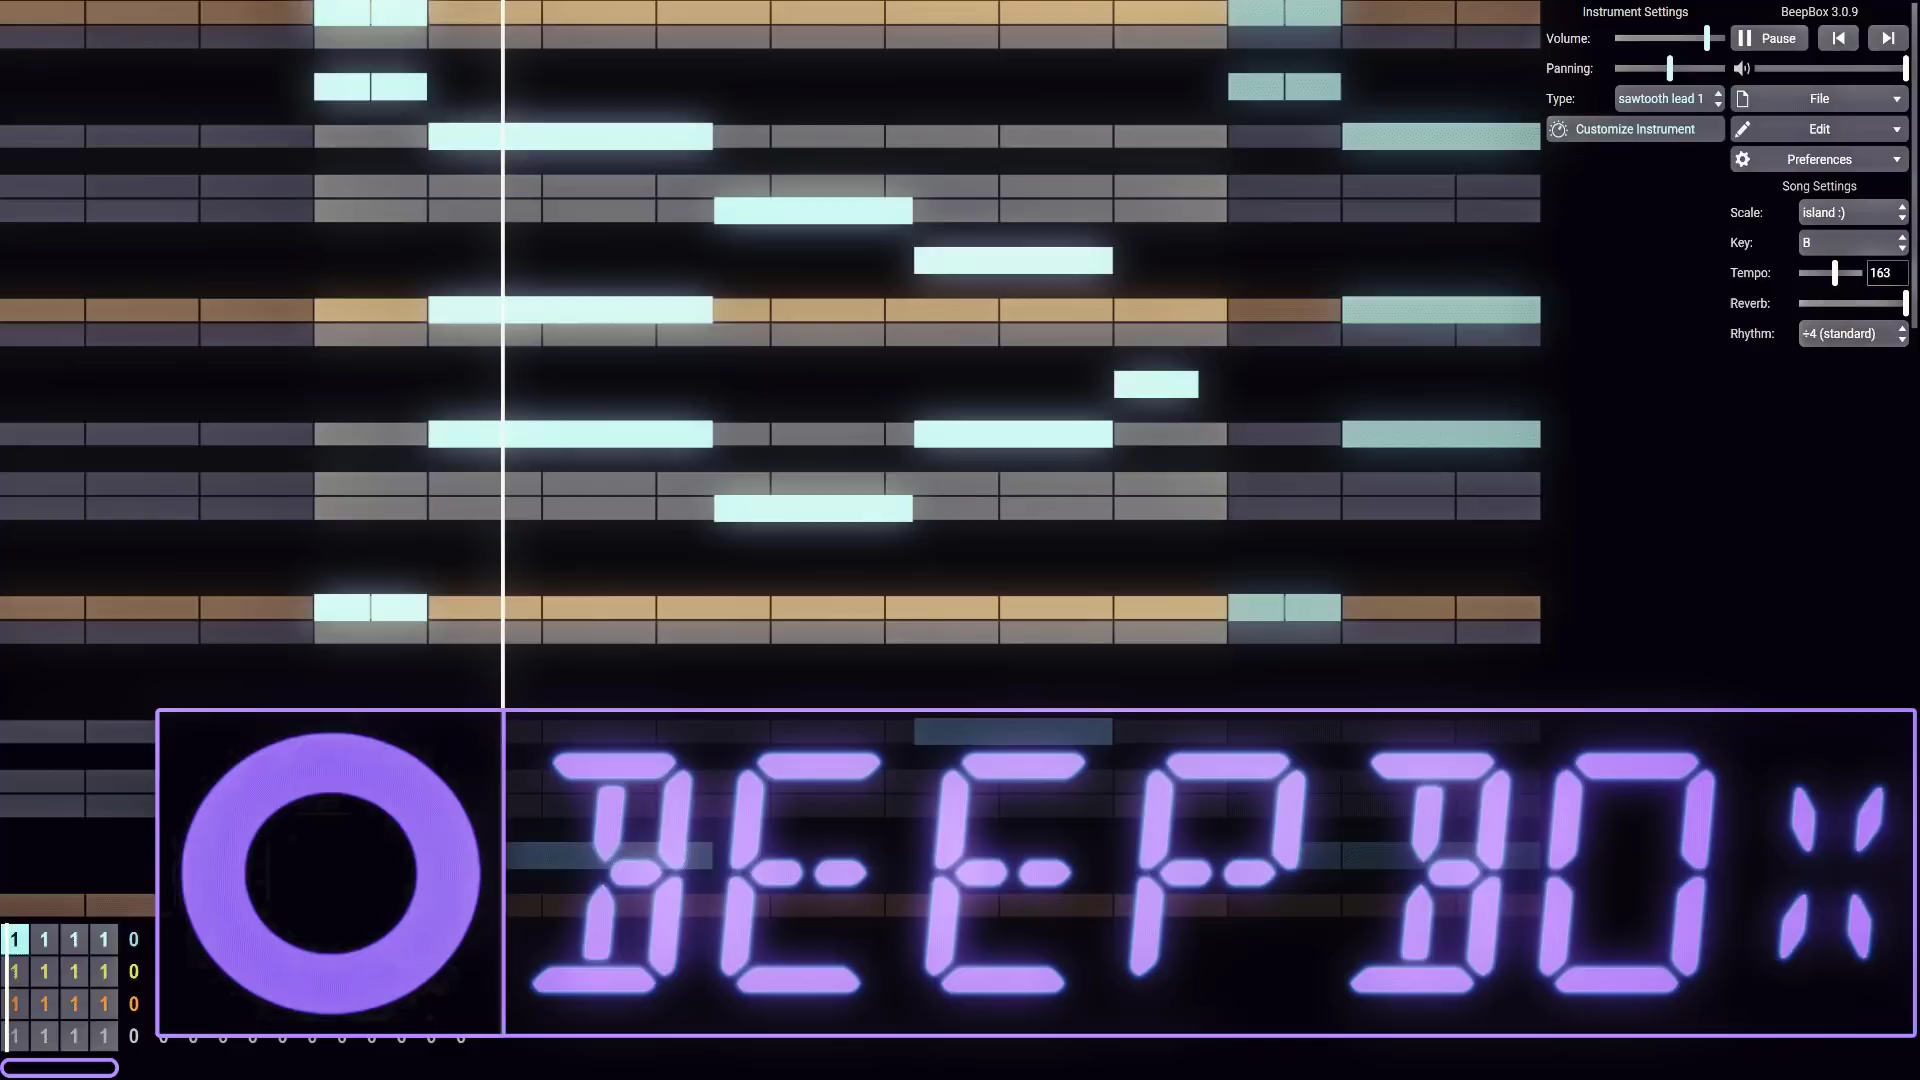 Instrument Settings
BeepBox 3.0.9
Volume:
Pause
Panning:
Type:
sawtooth lead 1
File
Customize Instrument
Edit
Preferences
Song Settings
Scale:
island :)
Key:
B
Tempo:
163
Reverb:
Rhythm:
÷4 (standard)
BEEPBOX
1 1 1 1 0
1 1 1 1 0
1 1 1 1 0
1 1 1 1 0